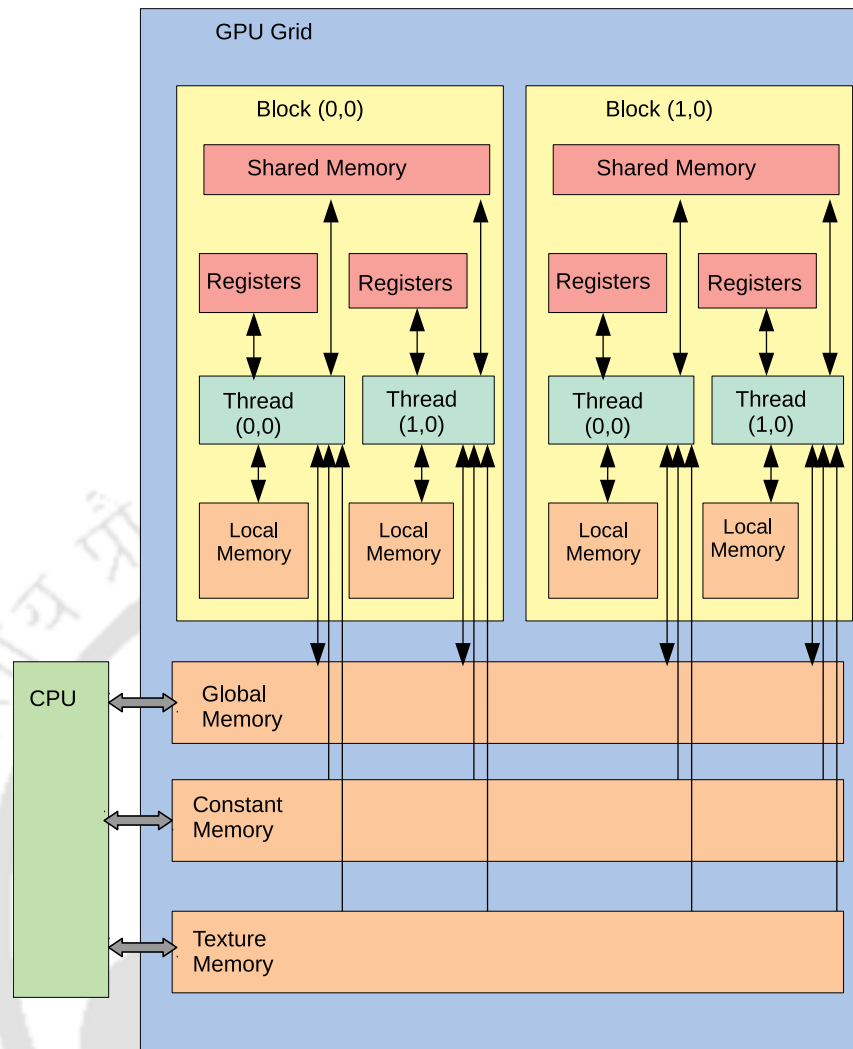 GPU Grid
Block (0,0)
Block (1,0)
Shared Memory
Shared Memory
Registers
Registers
Registers
Registers
Thread
(0,0)
Thread
(1,0)
Thread
(0,0)
Thread
(1,0)
Local
Memory
Local
Memory
Local
Memory
Local
Memory
CPU
Global
Memory
Constant
Memory
Texture
Memory